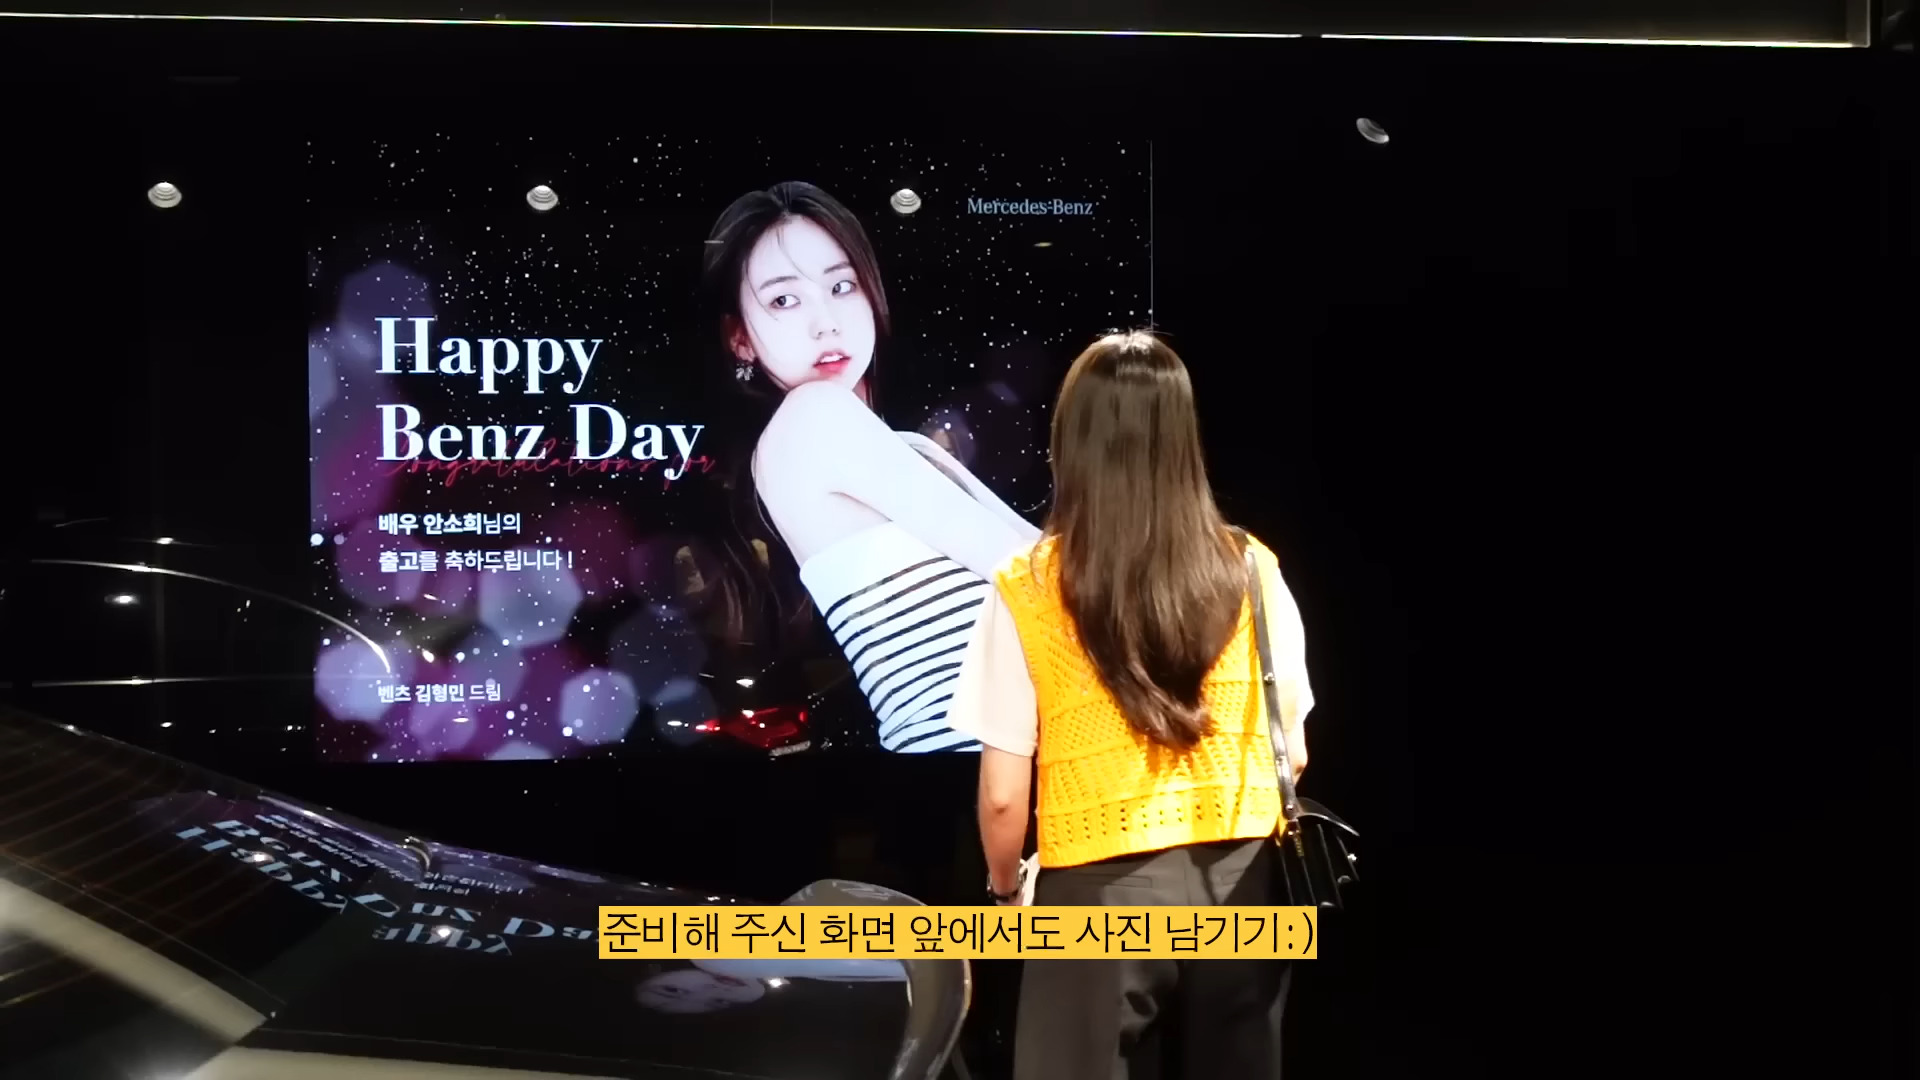 Mercedes-Benz
Happy
Benz Day
Congratulations for
배우 안소희님의
출고를 축하드립니다 !
벤츠 김형민 드림
준비해 주신 화면 앞에서도 사진 남기기 : )